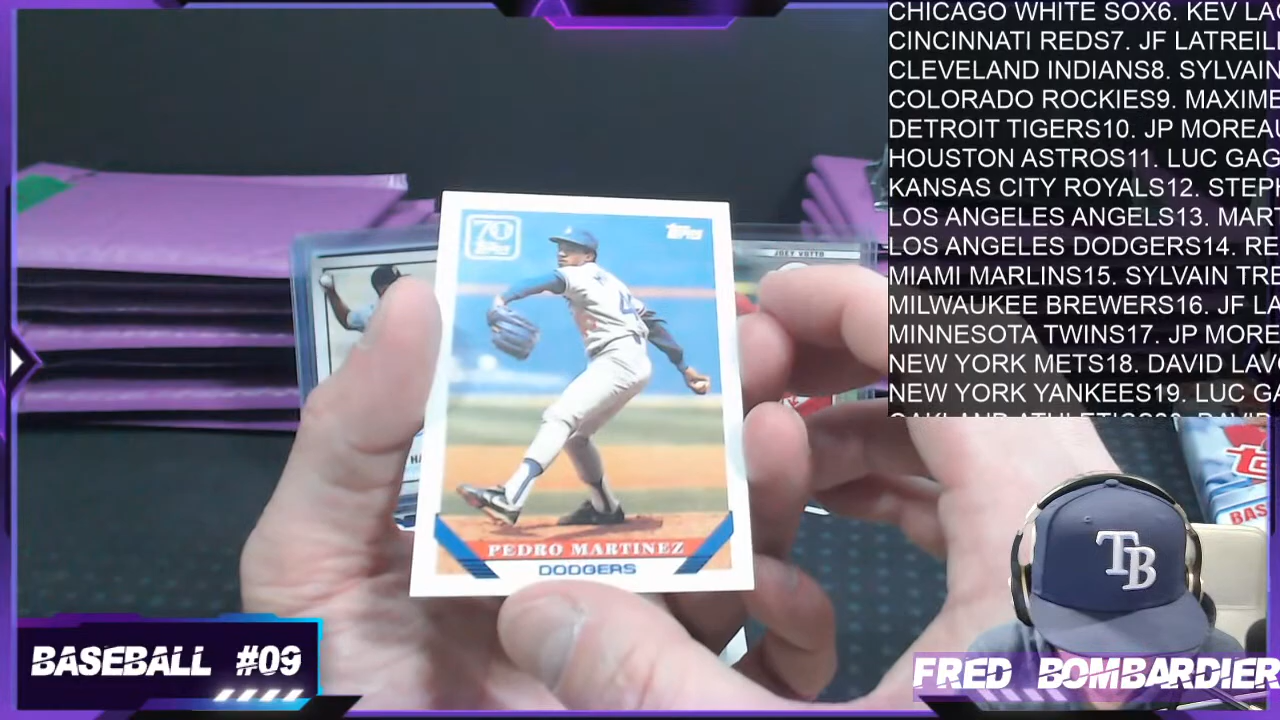 CHICAGO WHITE SOX6. KEV LAC
CINCINNATI REDS7. JF LATREILL
CLEVELAND INDIANS8. SYLVAIN
COLORADO ROCKIES9. MAXIME
DETROIT TIGERS10. JP MOREAU
HOUSTON ASTROS11. LUC GAG
KANSAS CITY ROYALS12. STEPH
LOS ANGELES ANGELS13. MART
LOS ANGELES DODGERS14. RE
MIAMI MARLINS15. SYLVAIN TRE
MILWAUKEE BREWERS16. JF LA
MINNESOTA TWINS17. JP MORE
NEW YORK METS18. DAVID LAVO
NEW YORK YANKEES19. LUC GA
70
Topps
Topps
JOEY VOTTO
PEDRO MARTINEZ
DODGERS
TB
BASEBALL #09
FRED BOMBARDIER